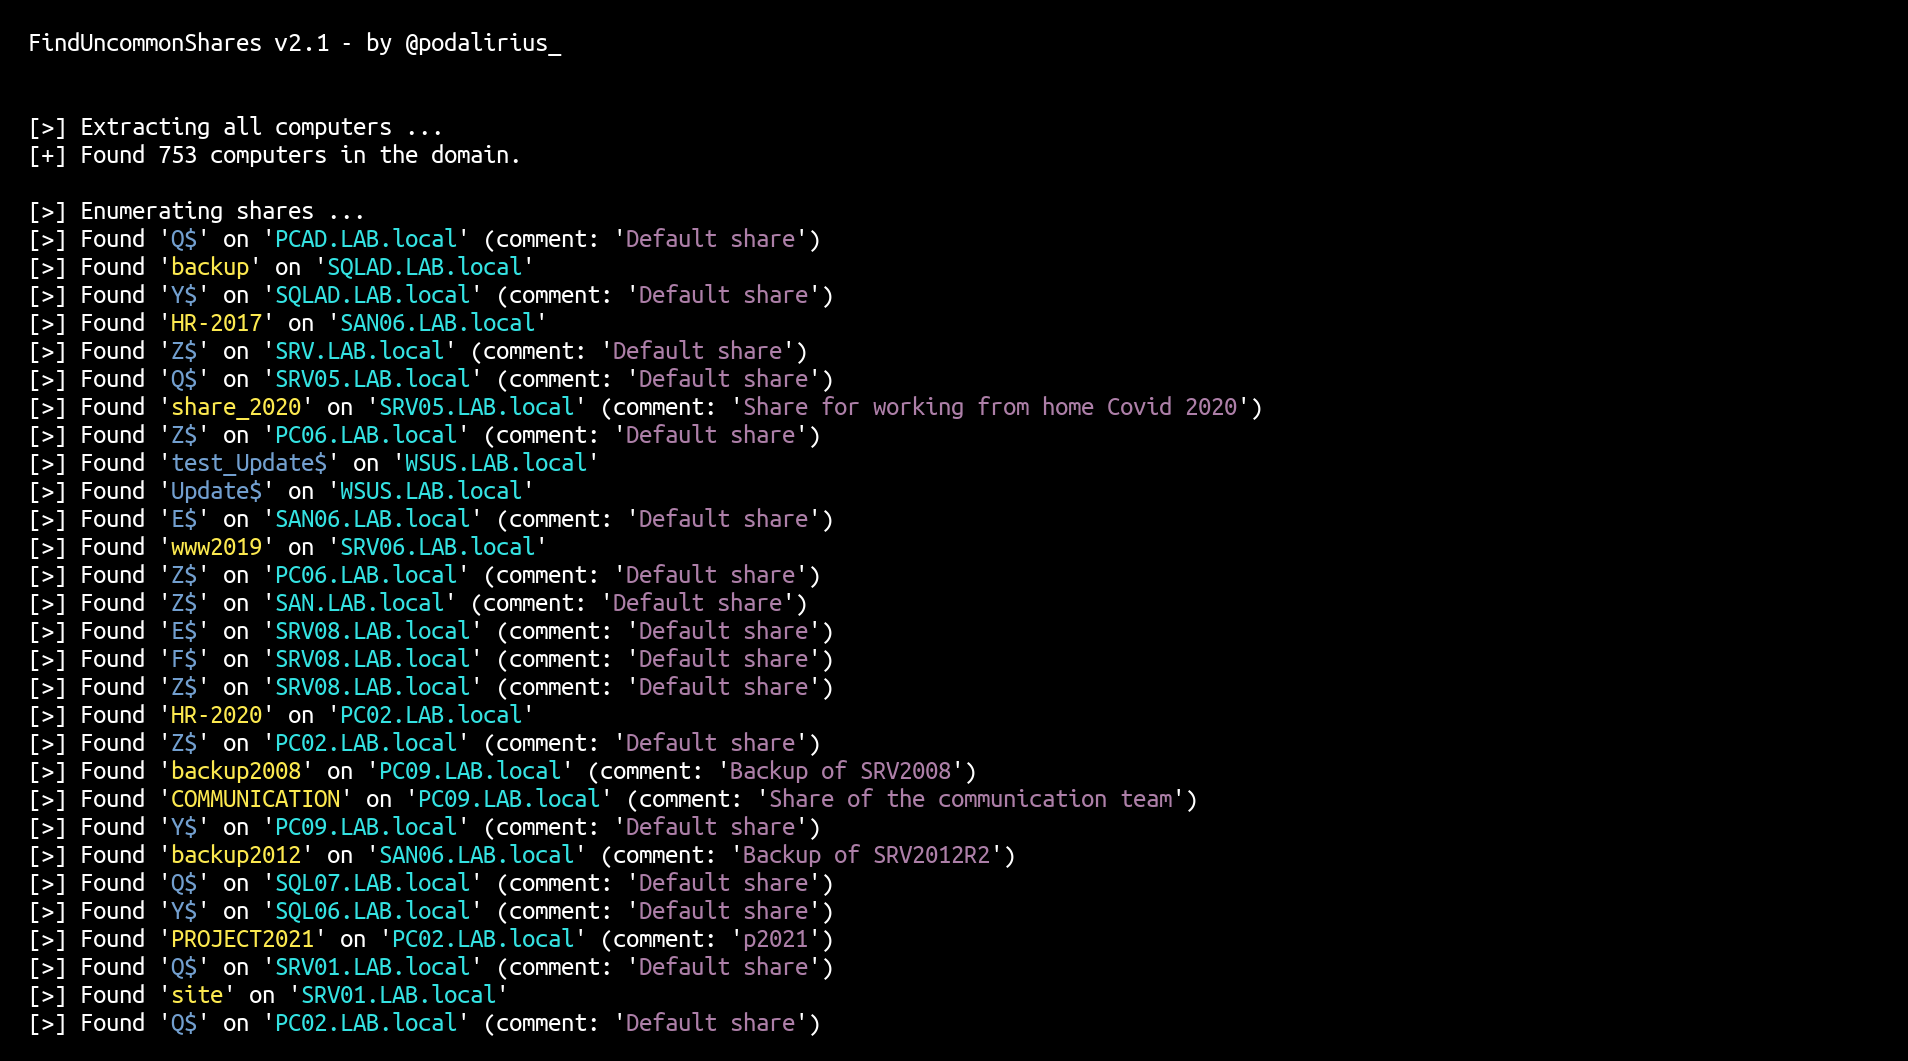 FindUncommonShares v2.1 - by @podalirius_
[>] Extracting all computers ...
[+] Found 753 computers in the domain.
[>] Enumerating shares ...
[>] Found 'Q$' on 'PCAD.LAB.local' (comment: 'Default share')
[>] Found 'backup' on 'SQLAD.LAB.local'
[>] Found 'Y$' on 'SQLAD.LAB.local' (comment: 'Default share')
[>] Found 'HR-2017' on 'SAN06.LAB.local'
[>] Found 'Z$' on 'SRV.LAB.local' (comment: 'Default share')
[>] Found 'Q$' on 'SRV05.LAB.local' (comment: 'Default share')
[>] Found 'share_2020' on 'SRV05.LAB.local' (comment: 'Share for working from home Covid 2020')
[>] Found 'Z$' on 'PC06.LAB.local' (comment: 'Default share')
[>] Found 'test_Update$' on 'WSUS.LAB.local'
[>] Found 'Update$' on 'WSUS.LAB.local'
[>] Found 'E$' on 'SAN06.LAB.local' (comment: 'Default share')
[>] Found 'www2019' on 'SRV06.LAB.local'
[>] Found 'Z$' on 'PC06.LAB.local' (comment: 'Default share')
[>] Found 'Z$' on 'SAN.LAB.local' (comment: 'Default share')
[>] Found 'E$' on 'SRV08.LAB.local' (comment: 'Default share')
[>] Found 'F$' on 'SRV08.LAB.local' (comment: 'Default share')
[>] Found 'Z$' on 'SRV08.LAB.local' (comment: 'Default share')
[>] Found 'HR-2020' on 'PC02.LAB.local'
[>] Found 'Z$' on 'PC02.LAB.local' (comment: 'Default share')
[>] Found 'backup2008' on 'PC09.LAB.local' (comment: 'Backup of SRV2008')
[>] Found 'COMMUNICATION' on 'PC09.LAB.local' (comment: 'Share of the communication team')
[>] Found 'Y$' on 'PC09.LAB.local' (comment: 'Default share')
[>] Found 'backup2012' on 'SAN06.LAB.local' (comment: 'Backup of SRV2012R2')
[>] Found 'Q$' on 'SQL07.LAB.local' (comment: 'Default share')
[>] Found 'Y$' on 'SQL06.LAB.local' (comment: 'Default share')
[>] Found 'PROJECT2021' on 'PC02.LAB.local' (comment: 'p2021')
[>] Found 'Q$' on 'SRV01.LAB.local' (comment: 'Default share')
[>] Found 'site' on 'SRV01.LAB.local'
[>] Found 'Q$' on 'PC02.LAB.local' (comment: 'Default share')